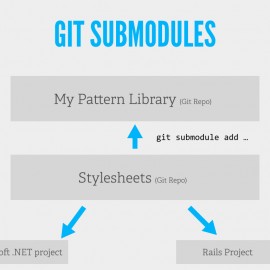 GIT SUBMODULES
My Pattern Library (Git Repo)
git submodule add ...
Stylesheets (Git Repo)
oft .NET project
Rails Project